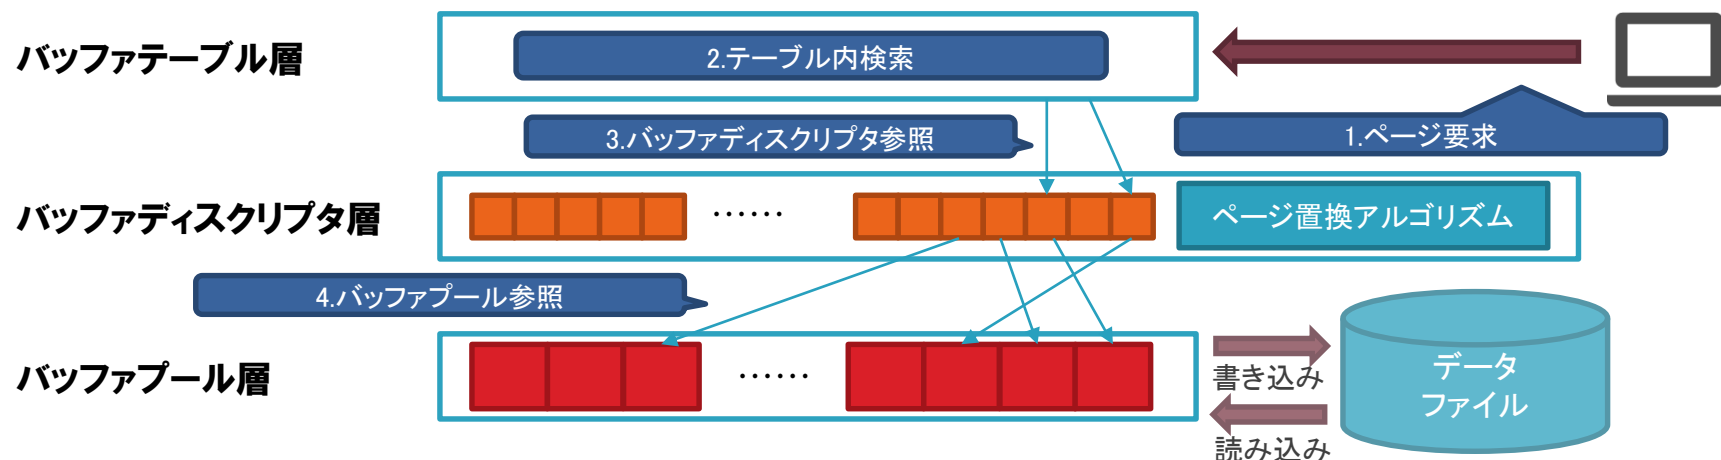 バッファテーブル層
2.テーブル内検索
3.バッファディスクリプタ参照
1.ページ要求
バッファディスクリプタ層
……
ページ置換アルゴリズム
4.バッファプール参照
バッファプール層
……
書き込み
読み込み
データ
ファイル